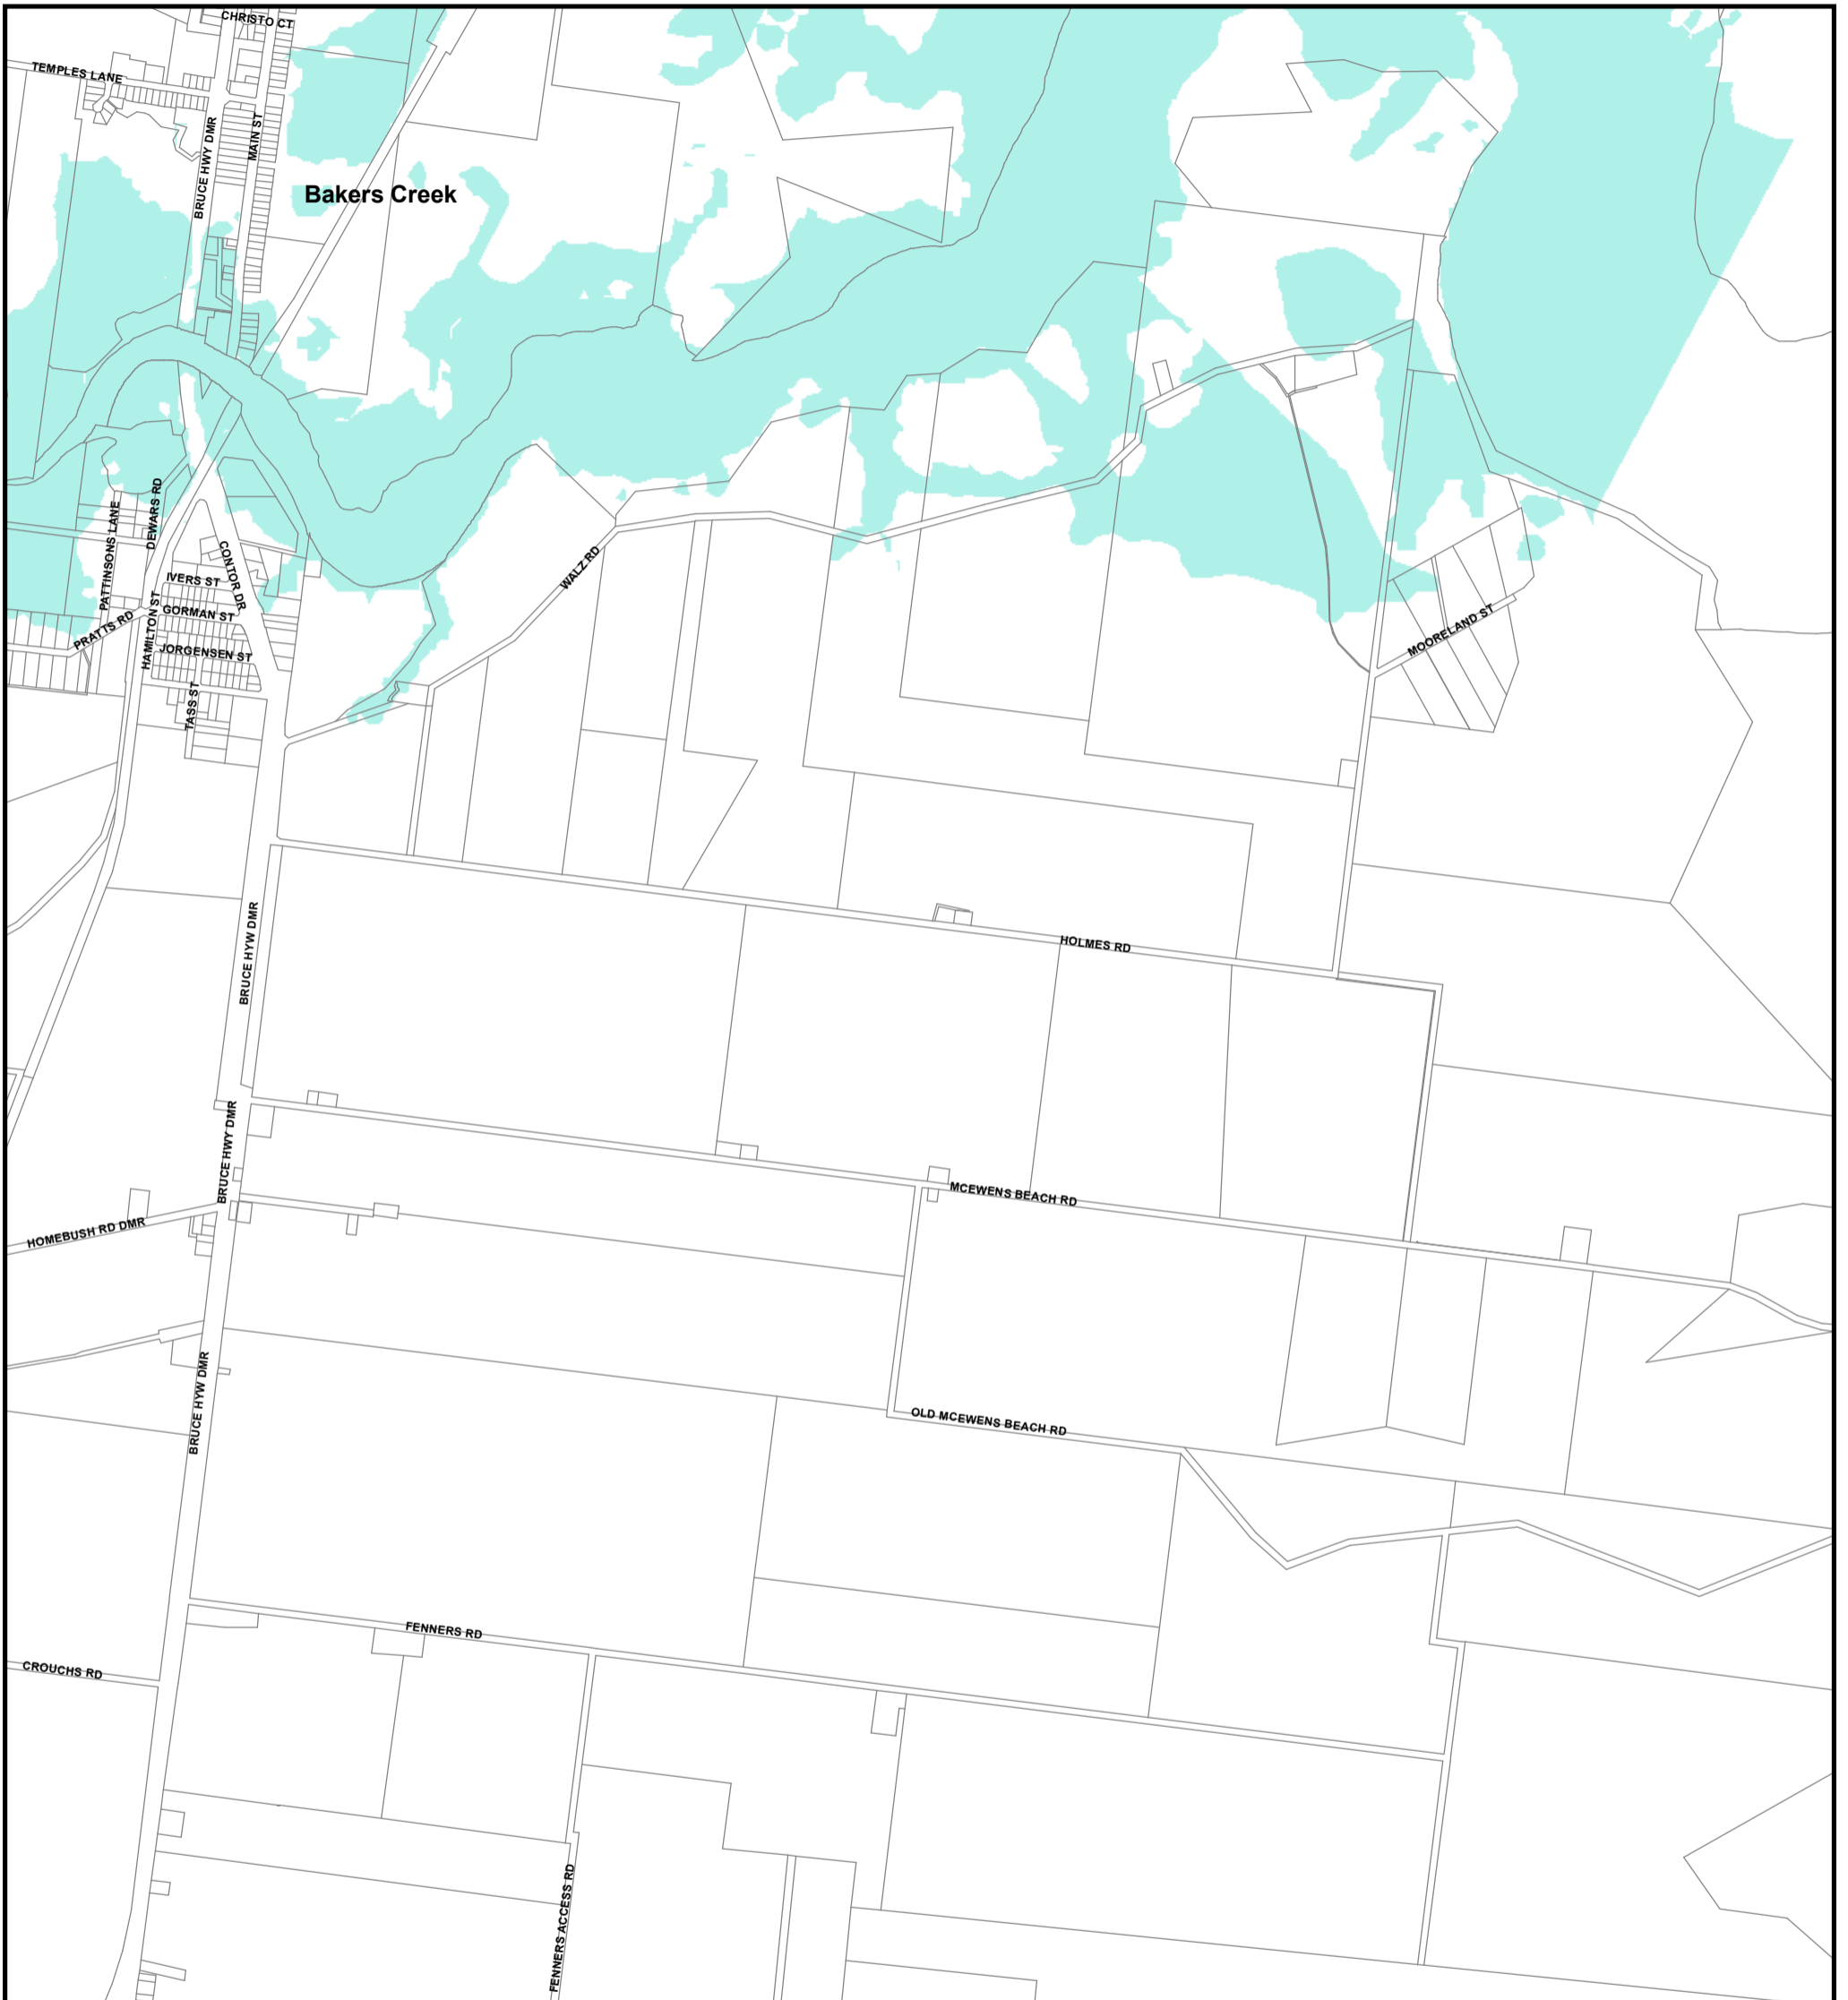 CHRISTO CT
TEMPLES LANE
BRUCE HWY DMR
MAIN ST
Bakers Creek
PATTINSONS LANE
DEWARS RD
CONTOR DR
WALZ RD
IVERS ST
GORMAN ST
PRATTS RD
HAMILTON ST
JORGENSEN ST
TASS ST
MOORELAND ST
BRUCE HYW DMR
HOLMES RD
BRUCE HWY DMR
MCEWENS BEACH RD
HOMEBUSH RD DMR
BRUCE HYW DMR
OLD MCEWENS BEACH RD
FENNERS RD
CROUCHS RD
FENNERS ACCESS RD